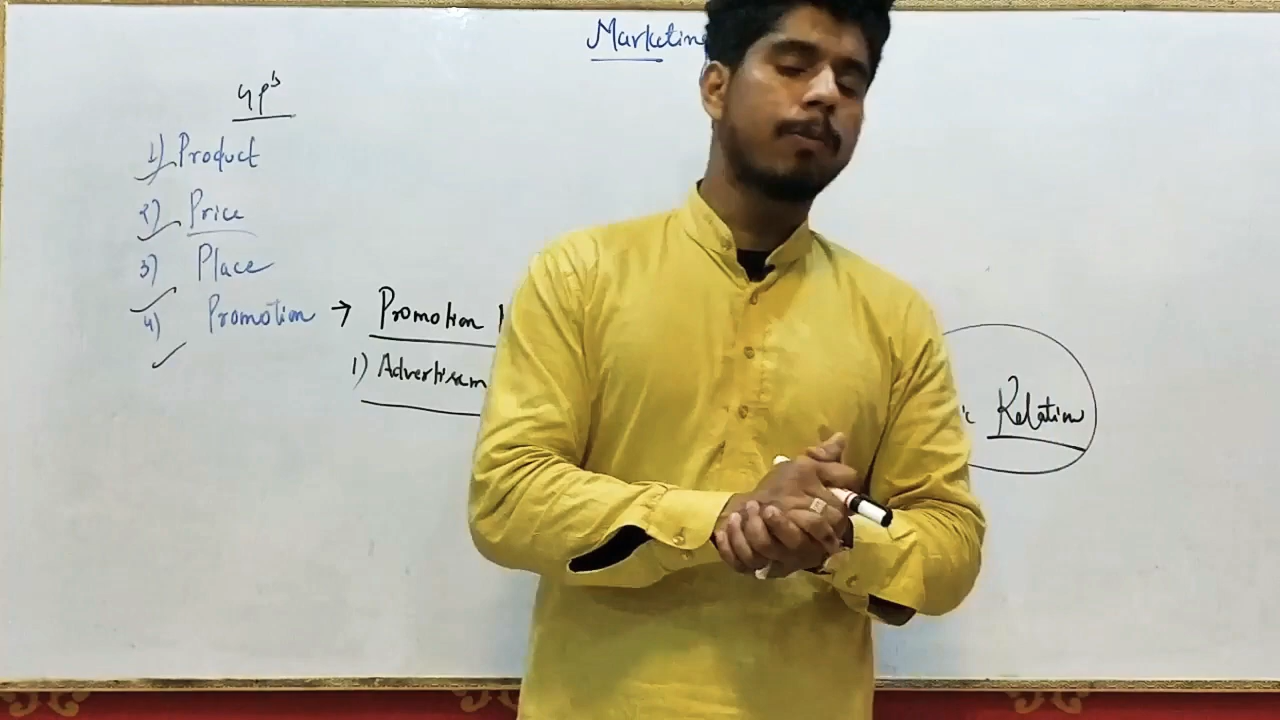 Marketing
4P's
1) Product
2) Price
3) Place
4) Promotion → Promotion
1) Advertisem
Relation